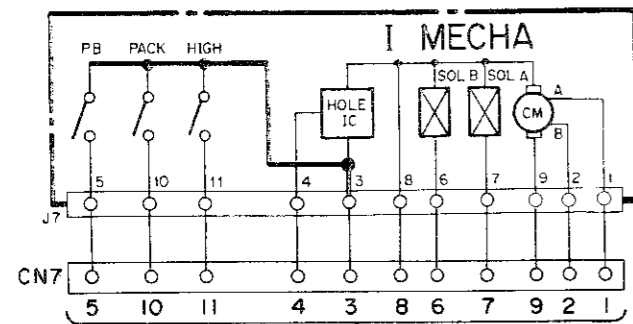 I MECHA
PB PACK HIGH
SOL B SOL A
HOLE IC
CM
A
B
5 10 11 4 3 8 6 7 9 2 1
J7
CN7
5 10 11 4 3 8 6 7 9 2 1